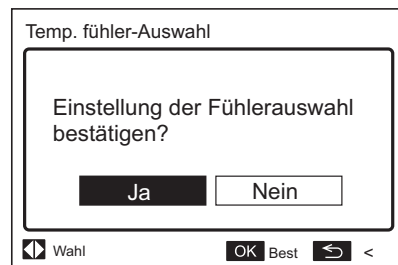 Temp. fühler-Auswahl
Einstellung der Fühlerauswahl
bestätigen?
Ja Nein
Wahl OK Best <